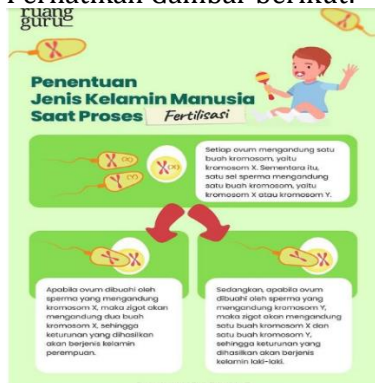 Perhatikan Gambar berikut:
ruang
guru
Penentuan
Jenis Kelamin Manusia
Saat Proses Fertilisasi
Setiap ovum mengandung satu
buah kromosom, yaitu
kromosom X. Sementara itu,
satu sel sperma mengandung
satu buah kromosom, yaitu
kromosom X atau kromosom Y.
Apabila ovum dibuahi oleh
sperma yang mengandung
kromosom X, maka zigot akan
mengandung dua buah
kromosom X, sehingga
keturunan yang dihasilkan
akan berjenis kelamin
perempuan.
Sedangkan, apabila ovum
dibuahi oleh sperma yang
mengandung kromosom Y,
maka zigot akan mengandung
satu buah kromosom X dan
satu buah kromosom Y,
sehingga keturunan yang
dihasilkan akan berjenis
kelamin laki-laki.